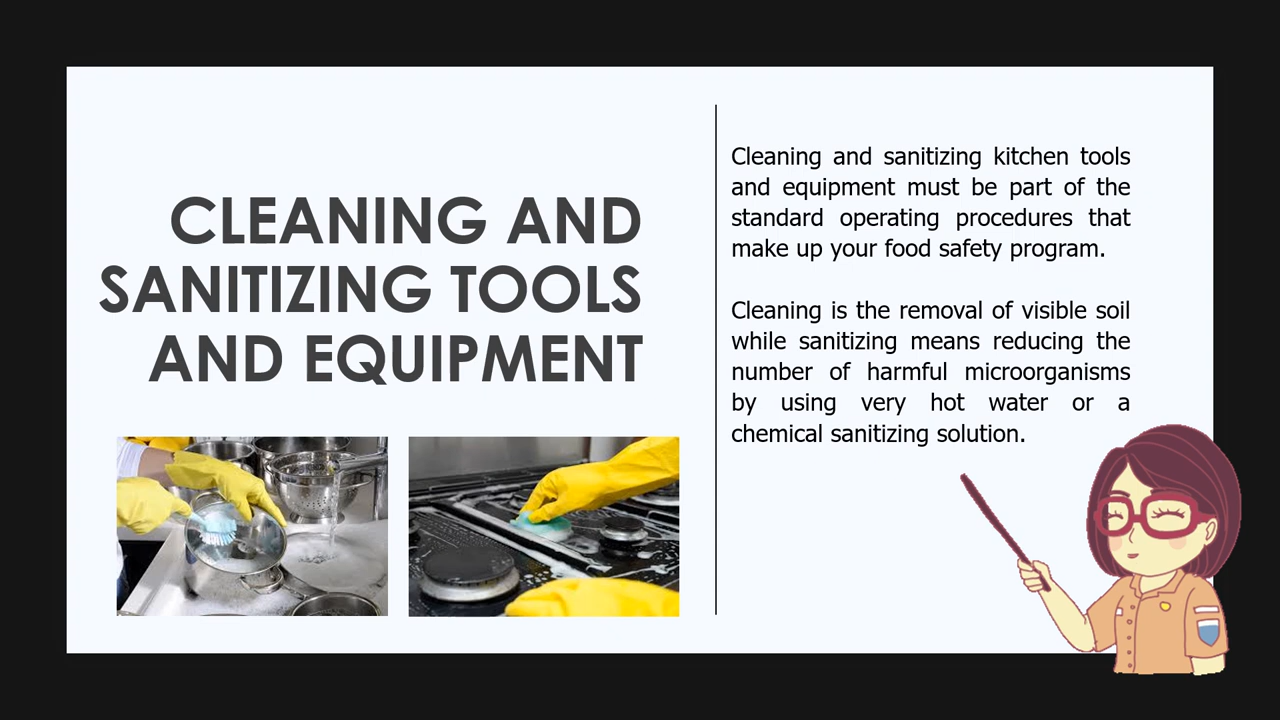 CLEANING AND
SANITIZING TOOLS
AND EQUIPMENT
Cleaning and sanitizing kitchen tools
and equipment must be part of the
standard operating procedures that
make up your food safety program.
Cleaning is the removal of visible soil
while sanitizing means reducing the
number of harmful microorganisms
by using very hot water or a
chemical sanitizing solution.